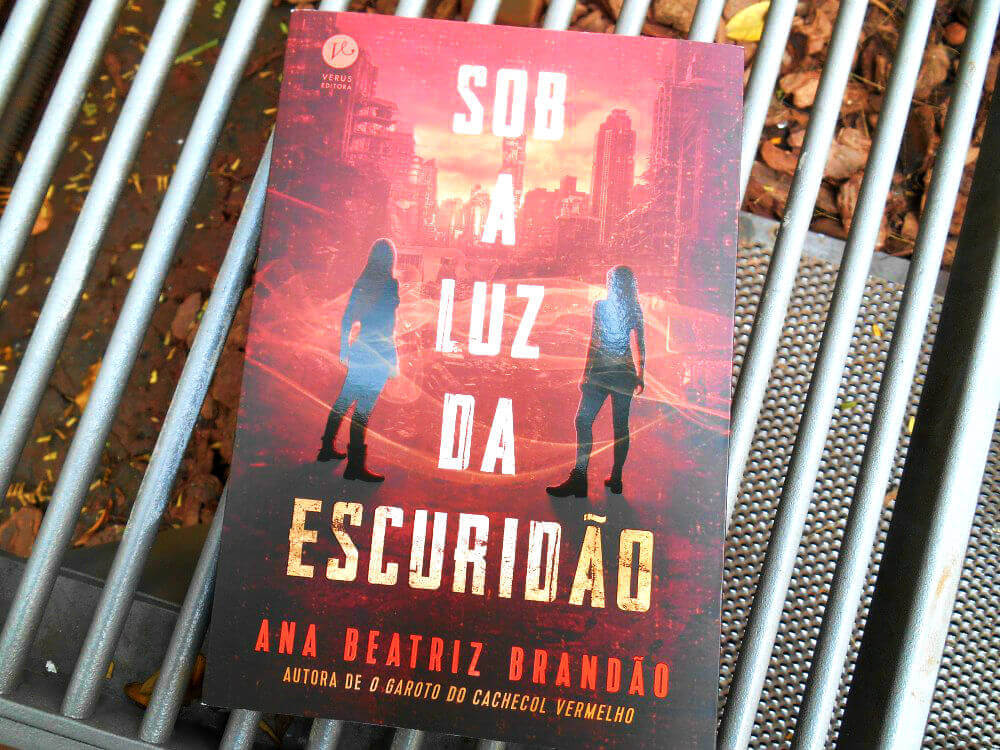 VERUS
EDITORA
SOB
A
LUZ
DA
ESCURIDÃO
ANA BEATRIZ BRANDÃO
AUTORA DE O GAROTO DO CACHECOL VERMELHO